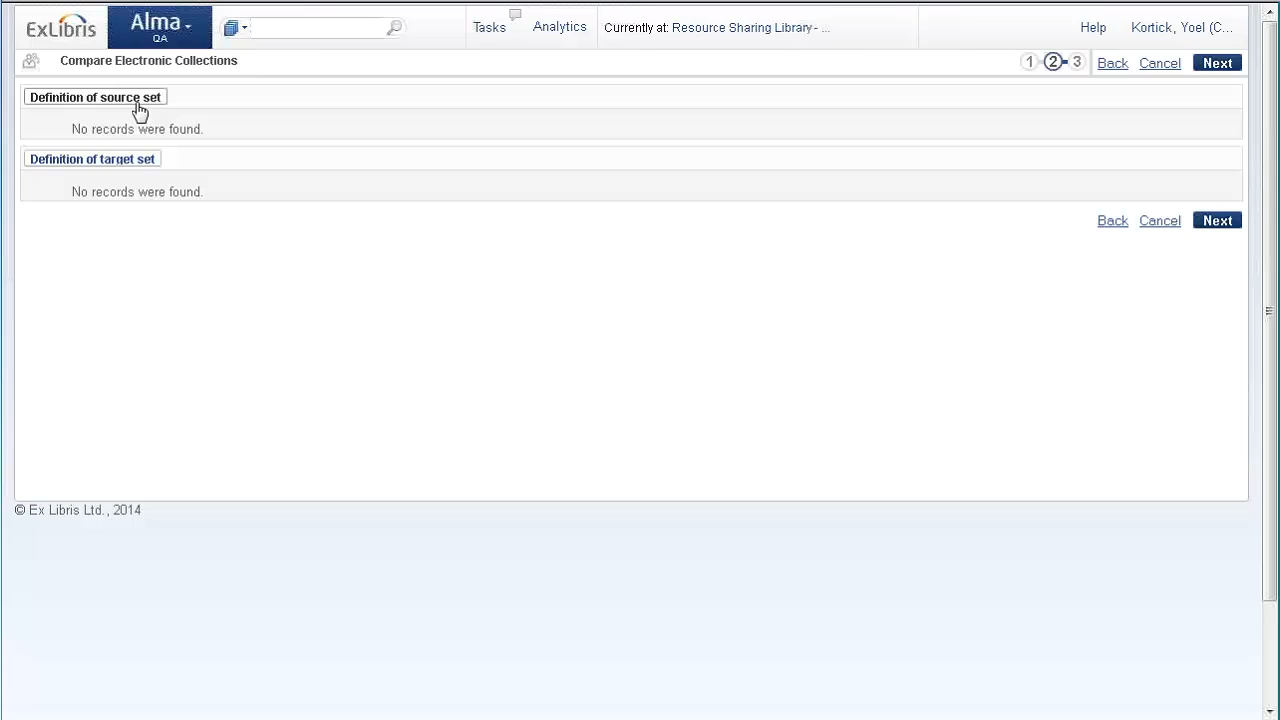 ExLibris Alma QA Tasks Analytics Currently at: Resource Sharing Library - ... Help Kortick, Yoel (C...
Compare Electronic Collections 1 2 3 Back Cancel Next
Definition of source set
No records were found.
Definition of target set
No records were found.
Back Cancel Next
© Ex Libris Ltd., 2014